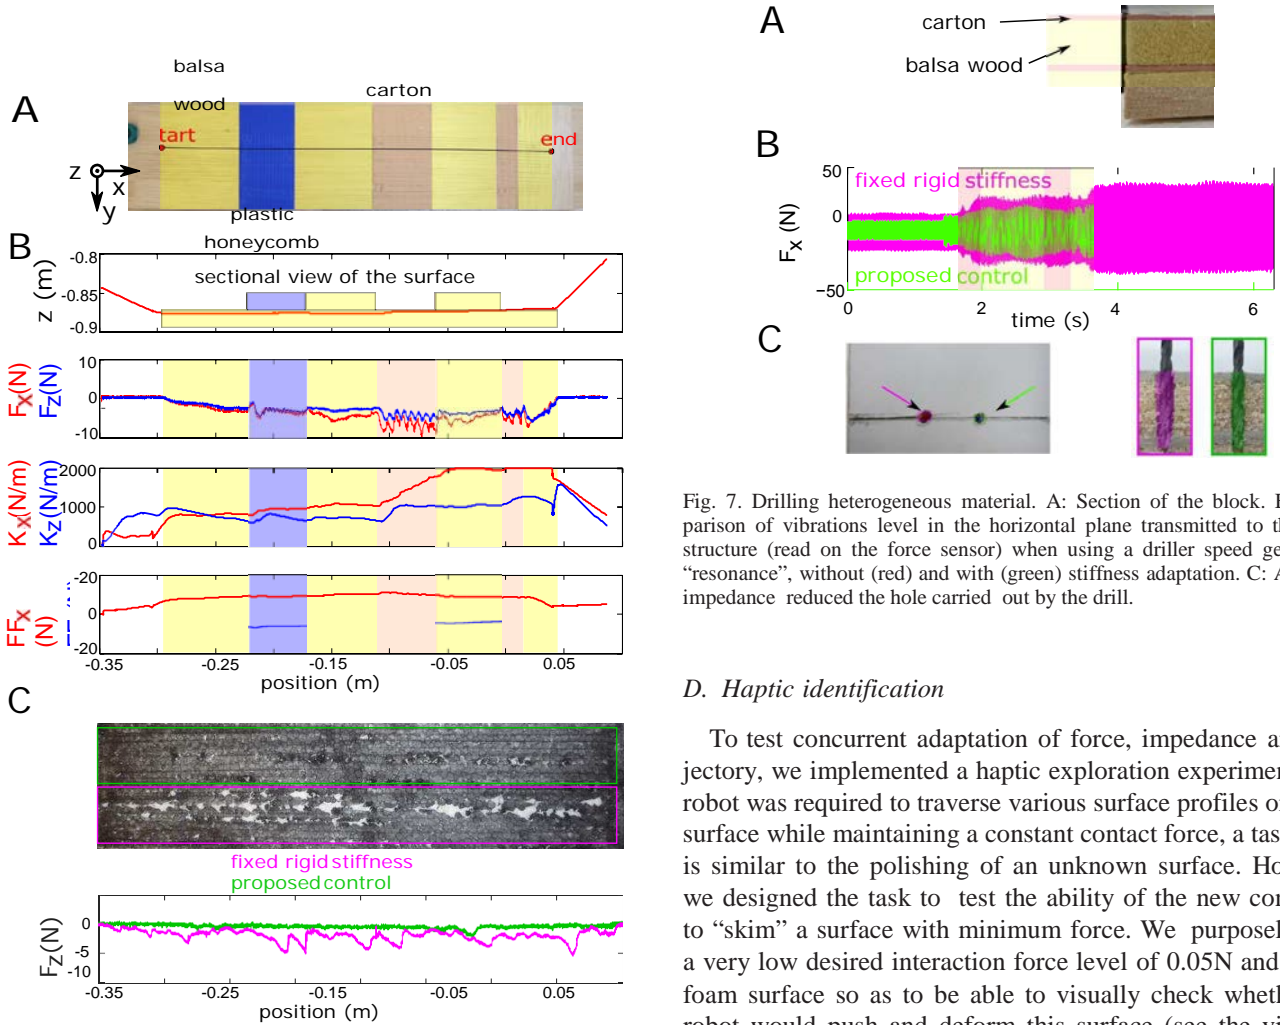 balsa
wood
carton
A
tart
end
z
x
y
plastic
B
honeycomb
sectional view of the surface
z (m)
-0.8
-0.85
-0.9
Fx(N)
Fz(N)
10
0
-10
Kx(N/m)
Kz(N/m)
2000
1000
0
FFx
(N)
-20
0
-20
-0.35
-0.25
-0.15
-0.05
0.05
position (m)
C
fixed rigid stiffness
proposed control
Fz(N)
0
-5
-10
-0.35
-0.25
-0.15
-0.05
0.05
position (m)
A
carton
balsa wood
B
Fx (N)
50
0
-50
fixed rigid stiffness
proposed control
0
2
4
6
time (s)
C
Fig. 7. Drilling heterogeneous material. A: Section of the block.
parison of vibrations level in the horizontal plane transmitted to
structure (read on the force sensor) when using a driller speed
“resonance”, without (red) and with (green) stiffness adaptation. C:
impedance reduced the hole carried out by the drill.
D. Haptic identification
To test concurrent adaptation of force, impedance
jectory, we implemented a haptic exploration
robot was required to traverse various surface profiles
surface while maintaining a constant contact force, a
is similar to the polishing of an unknown surface.
we designed the task to test the ability of the new
to “skim” a surface with minimum force. We
a very low desired interaction force level of 0.05N and
foam surface so as to be able to visually check
robot would push and deform this surface (see the